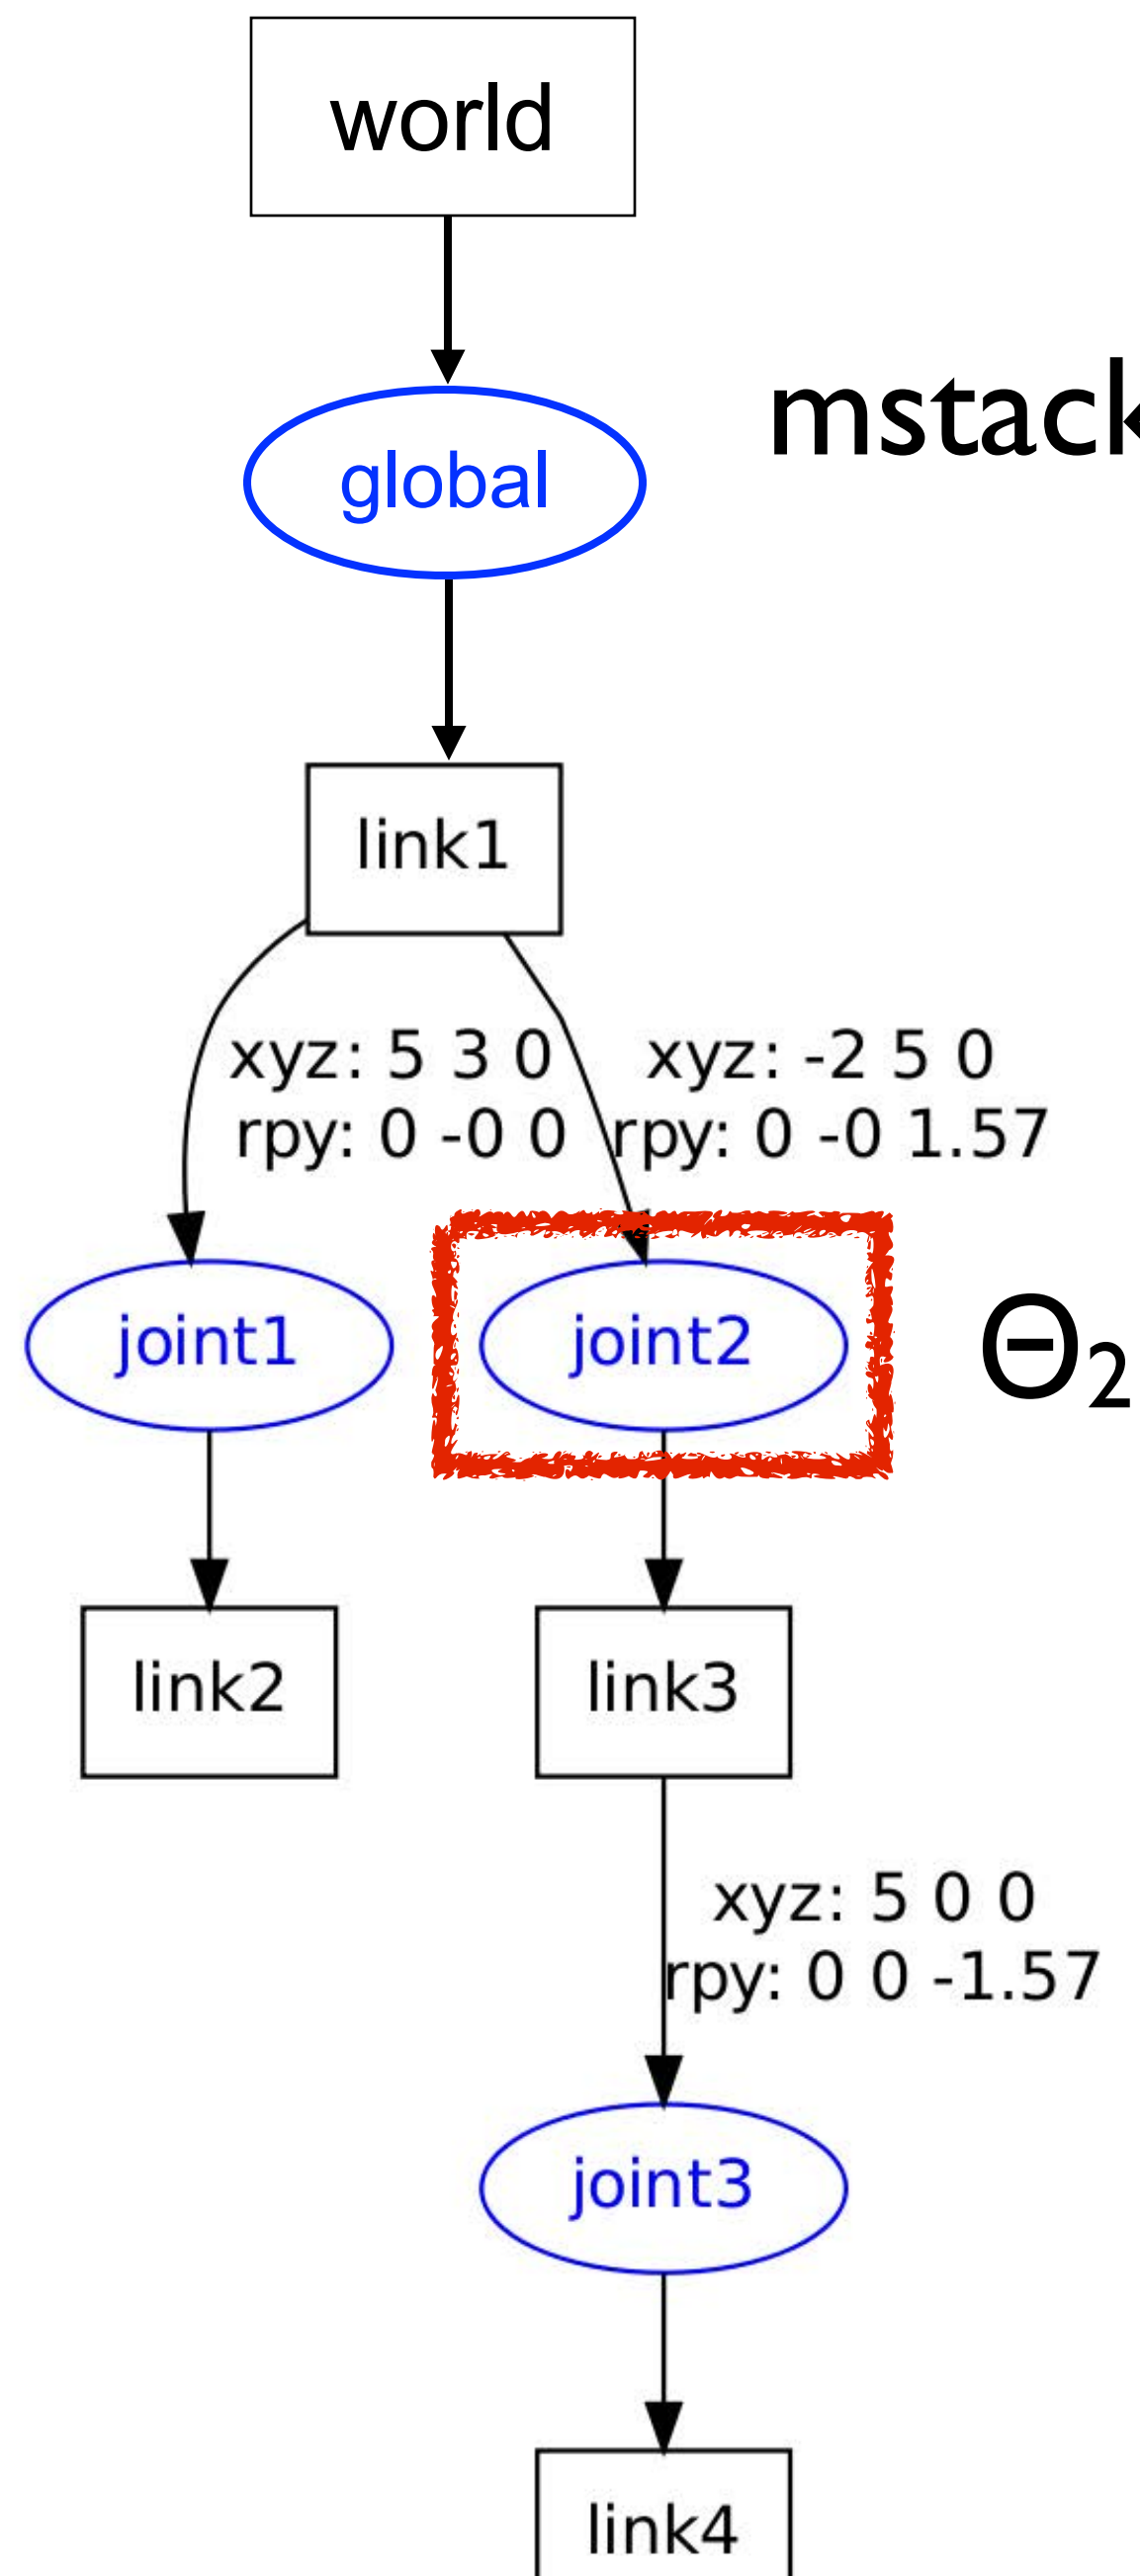 world
global
mstack
link1
xyz: 5 3 0
rpy: 0 -0 0
xyz: -2 5 0
rpy: 0 -0 1.57
joint1
joint2
Θ₂
link2
link3
xyz: 5 0 0
rpy: 0 0 -1.57
joint3
link4